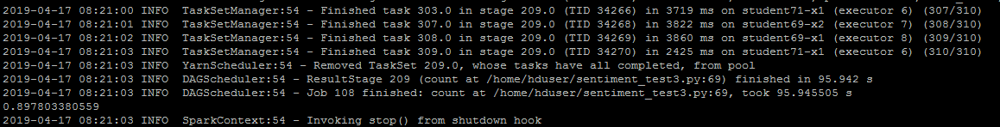 2019-04-17 08:21:00 INFO  TaskSetManager:54 - Finished task 303.0 in stage 209.0 (TID 34266) in 3719 ms on student71-x1 (executor 6) (307/310)
2019-04-17 08:21:01 INFO  TaskSetManager:54 - Finished task 307.0 in stage 209.0 (TID 34268) in 3822 ms on student69-x2 (executor 7) (308/310)
2019-04-17 08:21:02 INFO  TaskSetManager:54 - Finished task 308.0 in stage 209.0 (TID 34269) in 3860 ms on student69-x1 (executor 8) (309/310)
2019-04-17 08:21:03 INFO  TaskSetManager:54 - Finished task 309.0 in stage 209.0 (TID 34270) in 2425 ms on student71-x1 (executor 6) (310/310)
2019-04-17 08:21:03 INFO  YarnScheduler:54 - Removed TaskSet 209.0, whose tasks have all completed, from pool
2019-04-17 08:21:03 INFO  DAGScheduler:54 - ResultStage 209 (count at /home/hduser/sentiment_test3.py:69) finished in 95.942 s
2019-04-17 08:21:03 INFO  DAGScheduler:54 - Job 108 finished: count at /home/hduser/sentiment_test3.py:69, took 95.945505 s
0.897803380559
2019-04-17 08:21:03 INFO  SparkContext:54 - Invoking stop() from shutdown hook